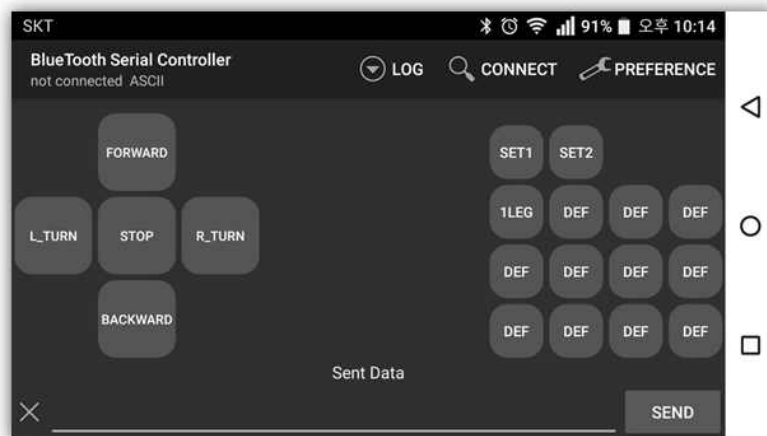 SKT 91% 오후 10:14
BlueTooth Serial Controller
not connected ASCII
LOG CONNECT PREFERENCE
FORWARD
L_TURN STOP R_TURN
BACKWARD
SET1 SET2
1LEG DEF DEF DEF
DEF DEF DEF DEF
DEF DEF DEF DEF
Sent Data
SEND